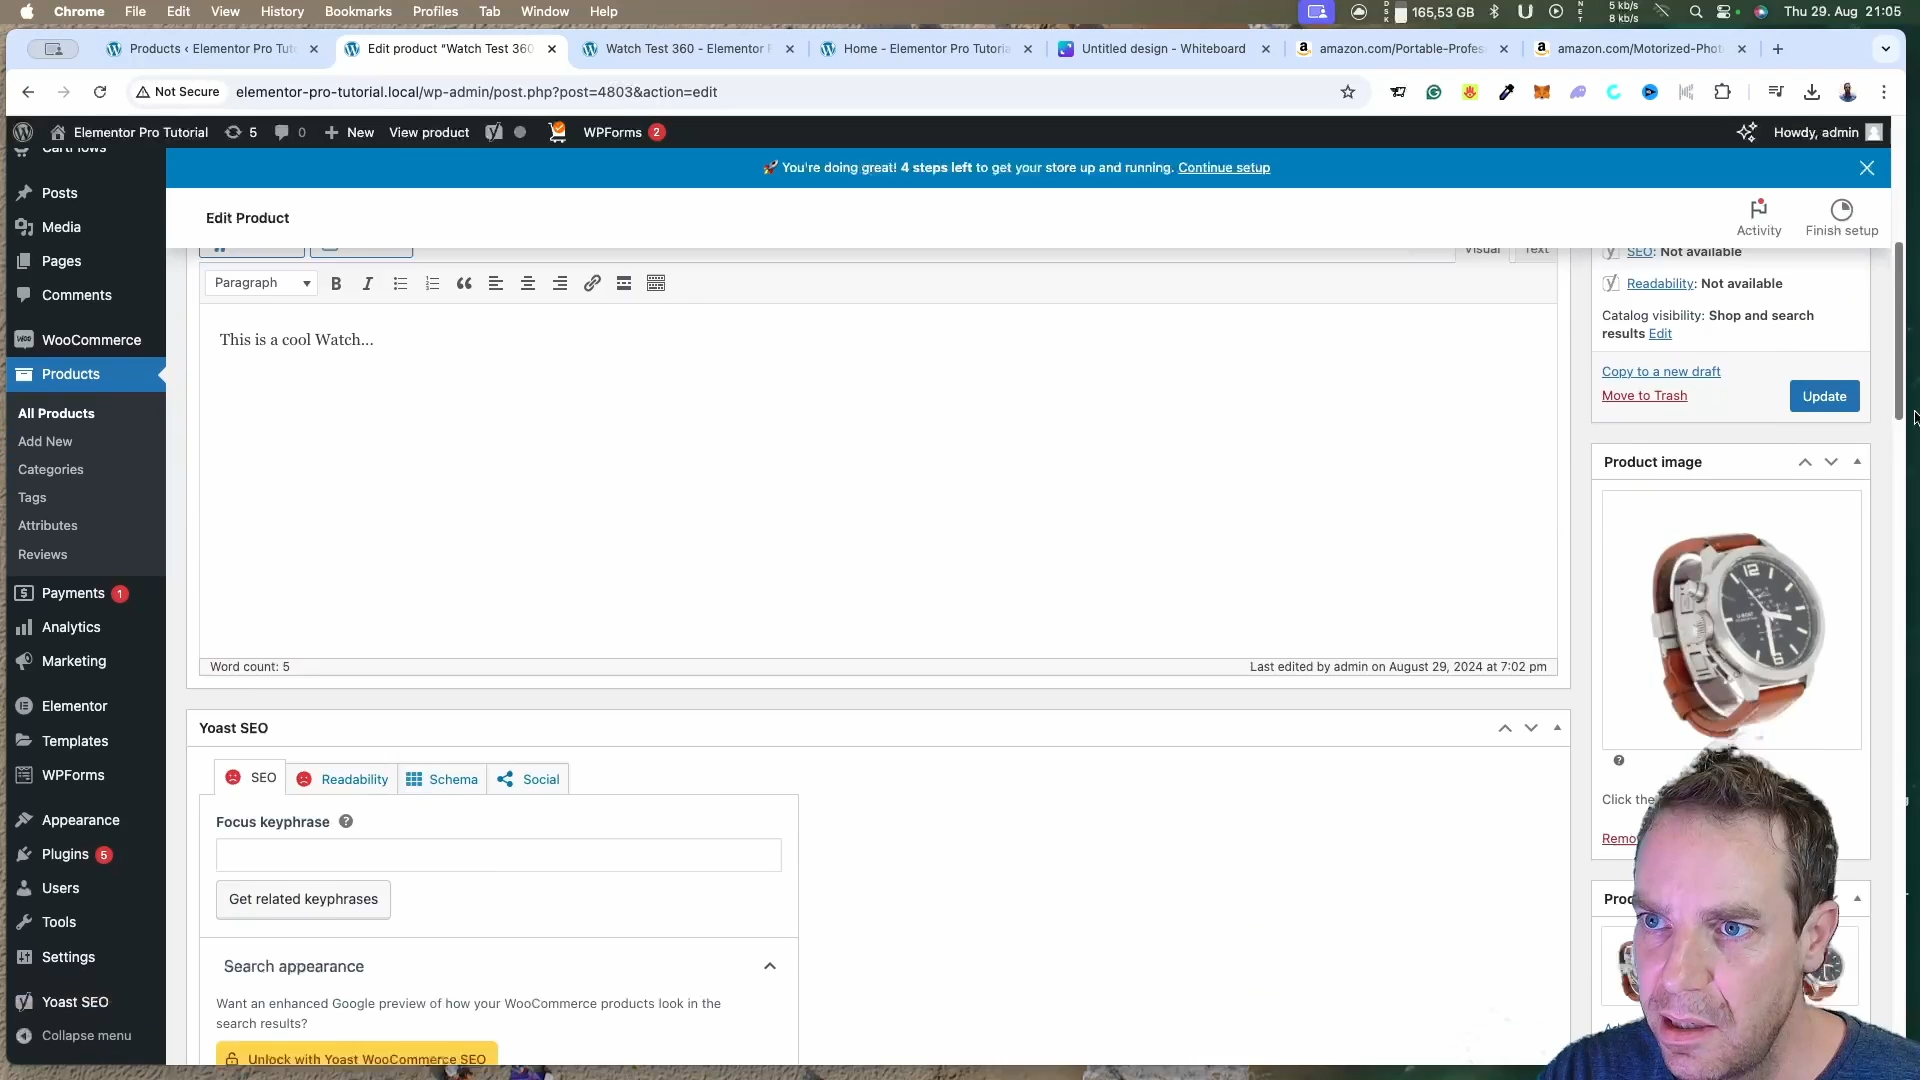 Chrome File Edit View History Bookmarks Profiles Tab Window Help
165,53 GB
5 kb/s
8 kb/s
Thu 29. Aug 21:05
Products ‹ Elementor Pro Tut
Edit product "Watch Test 360
Watch Test 360 - Elementor
Home - Elementor Pro Tutoria
Untitled design - Whiteboard
amazon.com/Portable-Profes
amazon.com/Motorized-Phot
Not Secure
elementor-pro-tutorial.local/wp-admin/post.php?post=4803&action=edit
Elementor Pro Tutorial 5 0 New View product WPForms 2
Howdy, admin
CartFlows
Posts
Media
Pages
Comments
WooCommerce
Products
All Products
Add New
Categories
Tags
Attributes
Reviews
Payments 1
Analytics
Marketing
Elementor
Templates
WPForms
Appearance
Plugins 5
Users
Tools
Settings
Yoast SEO
Collapse menu
🚀 You're doing great! 4 steps left to get your store up and running. Continue setup
Edit Product
Activity
Finish setup
Visual Text
Paragraph
This is a cool Watch...
Word count: 5
Last edited by admin on August 29, 2024 at 7:02 pm
Yoast SEO
SEO
Readability
Schema
Social
Focus keyphrase
Get related keyphrases
Search appearance
Want an enhanced Google preview of how your WooCommerce products look in the
search results?
Unlock with Yoast WooCommerce SEO
SEO: Not available
Readability: Not available
Catalog visibility: Shop and search
results Edit
Copy to a new draft
Move to Trash
Update
Product image
Click the